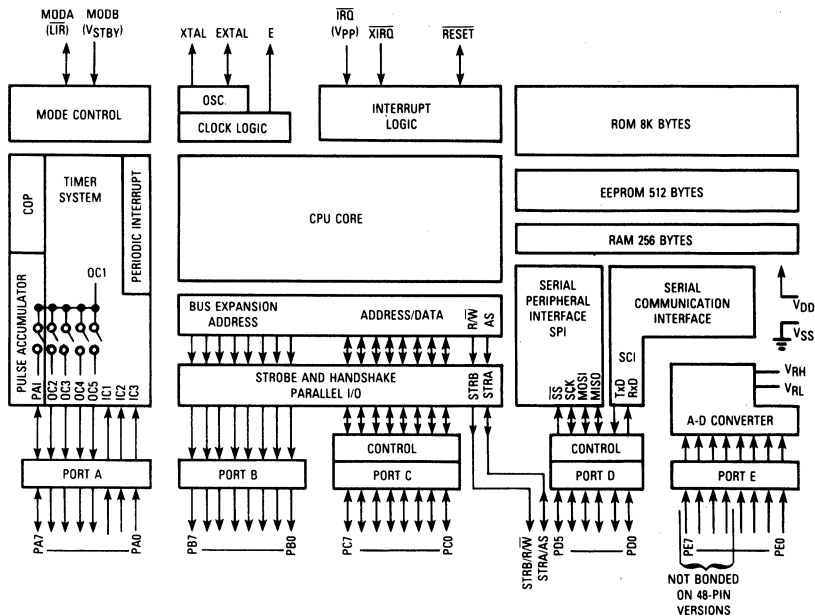 MODA
(LIR)
MODB
(VSTBY)
XTAL
EXTAL
E
IRQ
(VPP)
XIRQ
RESET
MODE CONTROL
OSC.
CLOCK LOGIC
INTERRUPT
LOGIC
ROM 8K BYTES
COP
TIMER
SYSTEM
PERIODIC INTERRUPT
CPU CORE
EEPROM 512 BYTES
RAM 256 BYTES
PULSE ACCUMULATOR
OC1
PAI
OC2
OC3
OC4
OC5
IC1
IC2
IC3
BUS EXPANSION
ADDRESS
ADDRESS/DATA
R/W
AS
STROBE AND HANDSHAKE
PARALLEL I/O
STRB
STRA
SERIAL
PERIPHERAL
INTERFACE
SPI
SS
SCK
MOSI
MISO
SERIAL
COMMUNICATION
INTERFACE
SCI
TxD
RxD
VDD
VSS
VRH
VRL
A-D CONVERTER
CONTROL
CONTROL
PORT A
PORT B
PORT C
PORT D
PORT E
PA7
PA0
PB7
PB0
PC7
PC0
STRB/R/W
STRA/AS
PD5
PD0
PE7
PE0
NOT BONDED
ON 48-PIN
VERSIONS